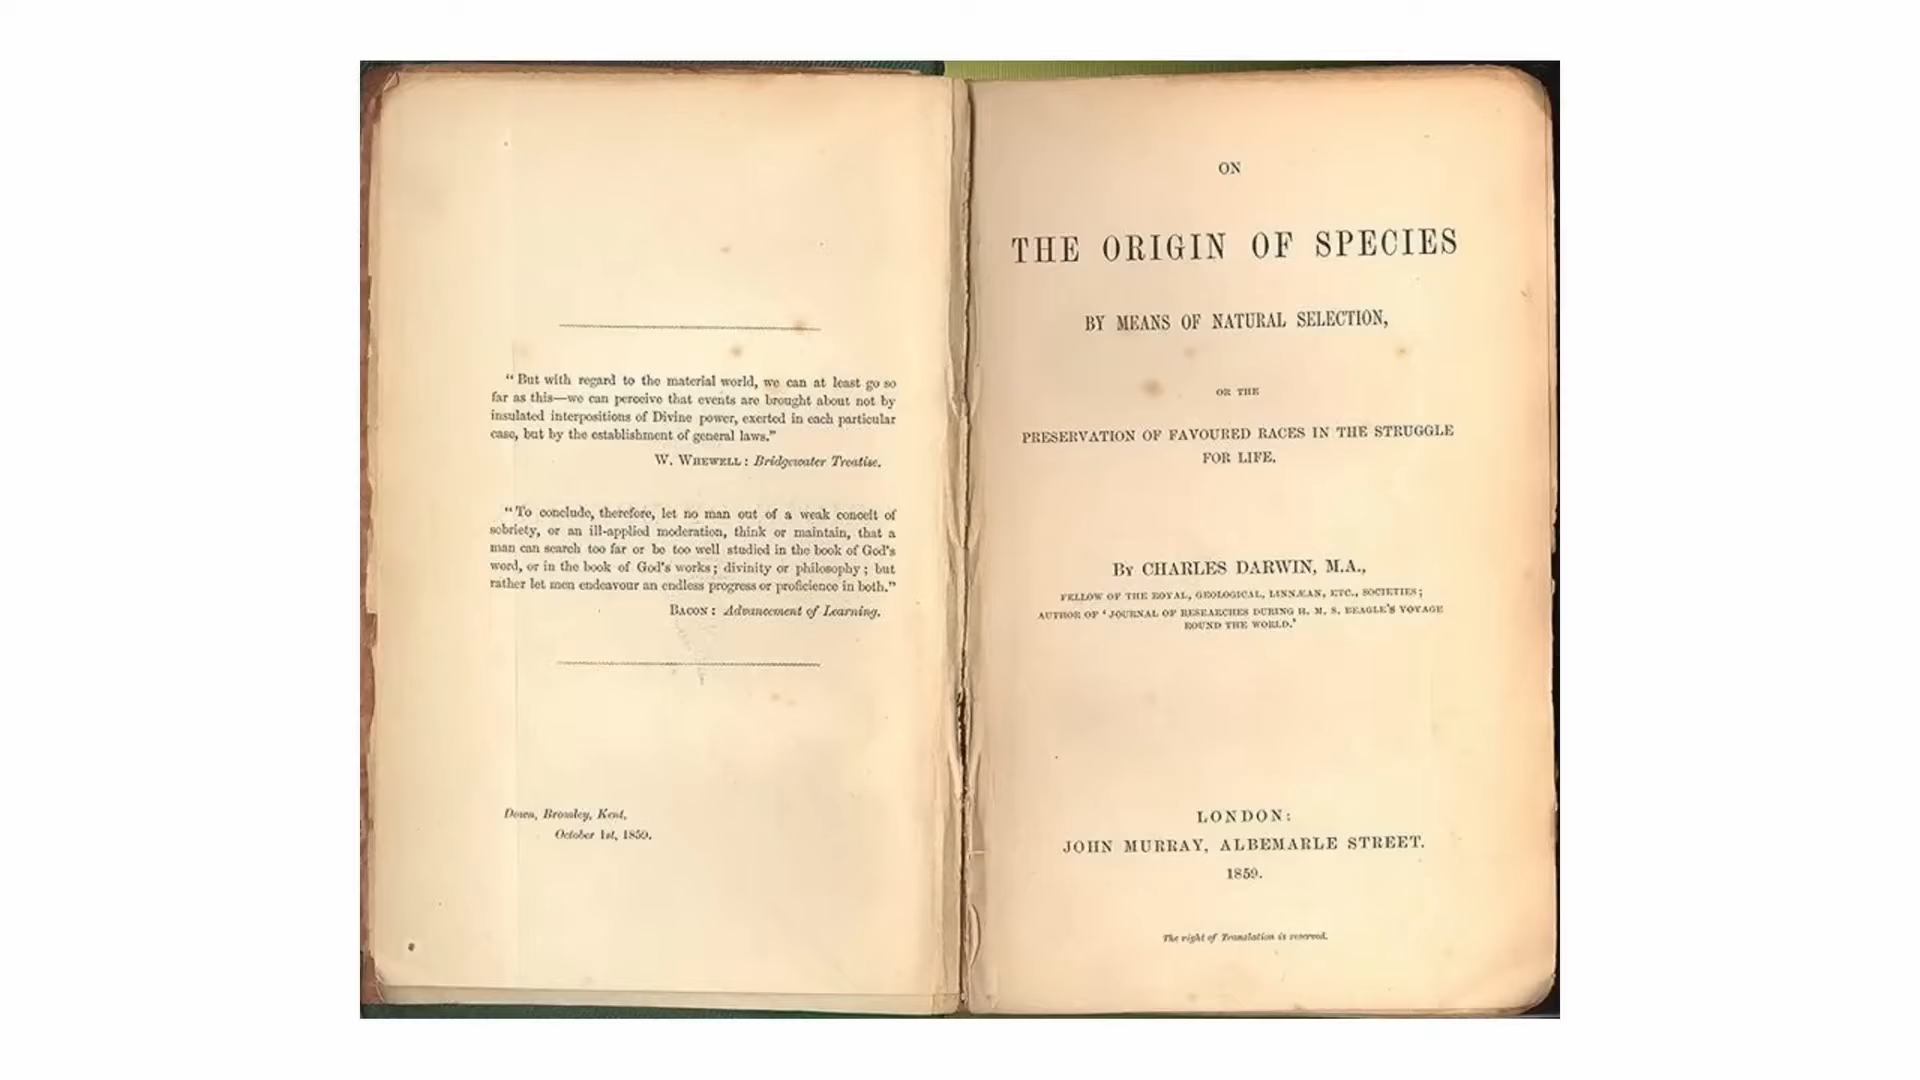 "But with regard to the material world, we can at least go so
far as this—we can perceive that events are brought about not by
insulated interpositions of Divine power, exerted in each particular
case, but by the establishment of general laws."
W. WHEWELL: Bridgewater Treatise.
"To conclude, therefore, let no man out of a weak conceit of
sobriety, or an ill-applied moderation, think or maintain, that a
man can search too far or be too well studied in the book of God's
word, or in the book of God's works; divinity or philosophy; but
rather let men endeavour an endless progress or proficience in both."
BACON: Advancement of Learning.
Down, Bromley, Kent,
October 1st, 1859.
ON
THE ORIGIN OF SPECIES
BY MEANS OF NATURAL SELECTION,
OR THE
PRESERVATION OF FAVOURED RACES IN THE STRUGGLE
FOR LIFE.
BY CHARLES DARWIN, M.A.,
FELLOW OF THE ROYAL, GEOLOGICAL, LINNÆAN, ETC., SOCIETIES;
AUTHOR OF 'JOURNAL OF RESEARCHES DURING H. M. S. BEAGLE'S VOYAGE
ROUND THE WORLD.'
LONDON:
JOHN MURRAY, ALBEMARLE STREET.
1859.
The right of Translation is reserved.